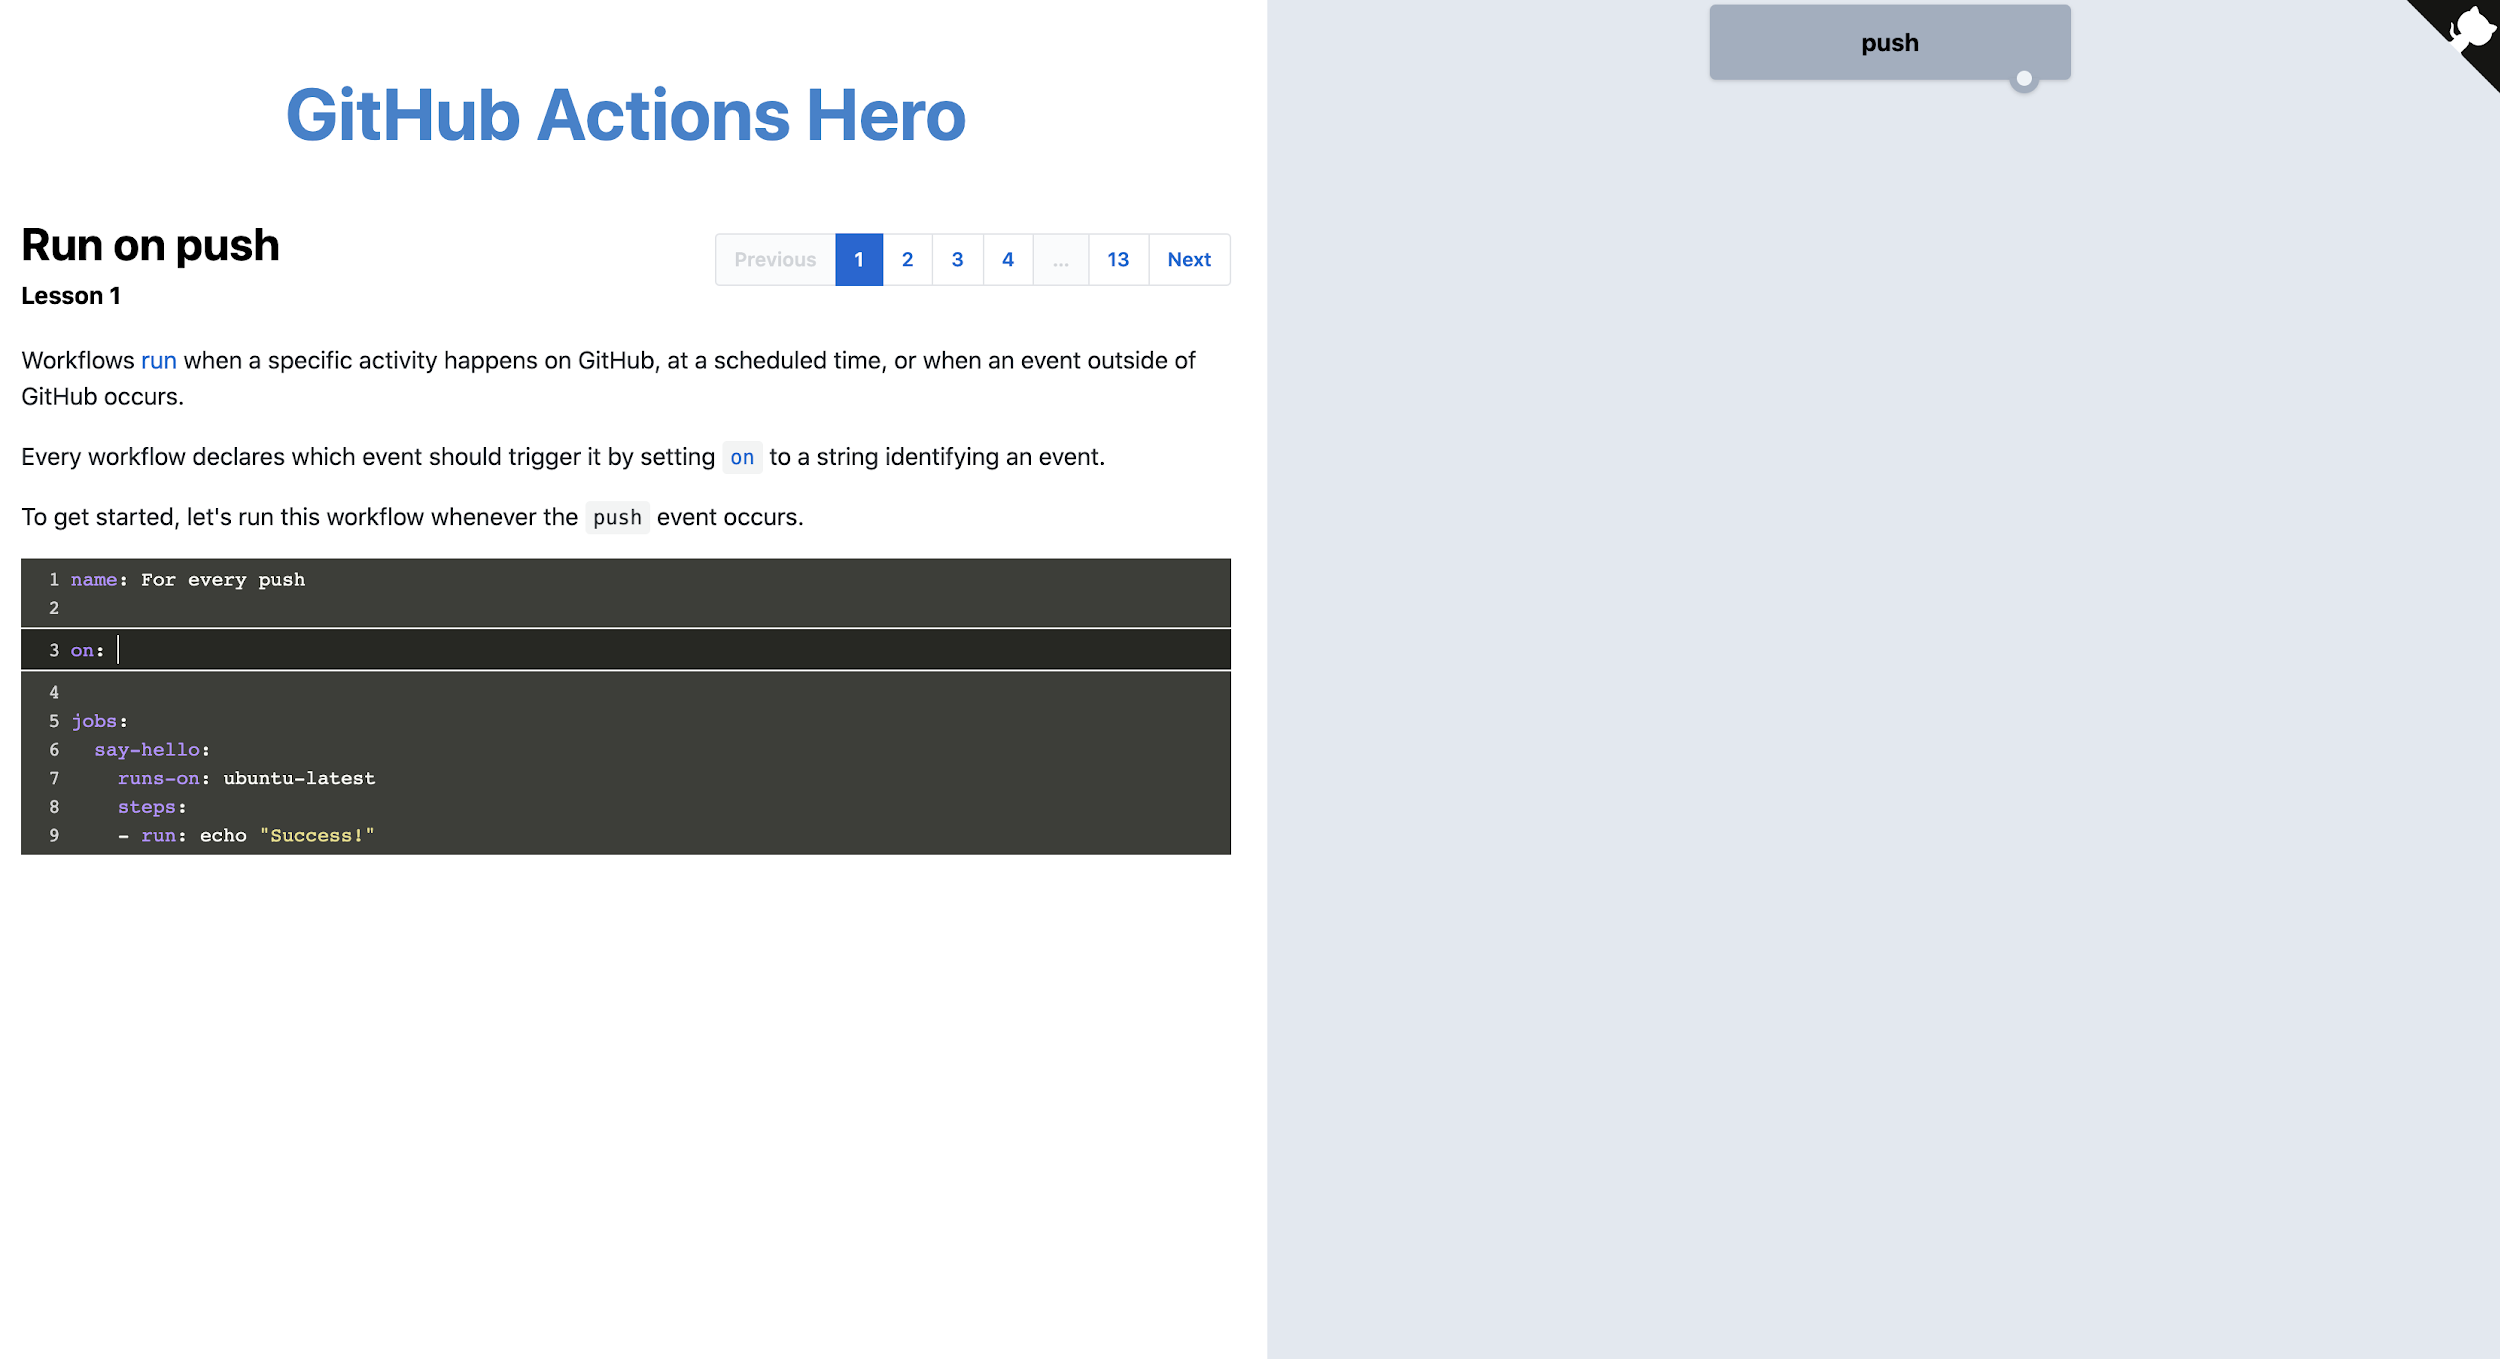 GitHub Actions Hero
Run on push
Lesson 1
Previous 1 2 3 4 ... 13 Next
Workflows run when a specific activity happens on GitHub, at a scheduled time, or when an event outside of
GitHub occurs.
Every workflow declares which event should trigger it by setting on to a string identifying an event.
To get started, let's run this workflow whenever the push event occurs.
1 name: For every push
2
3 on:
4
5 jobs:
6   say-hello:
7     runs-on: ubuntu-latest
8     steps:
9     - run: echo "Success!"
push